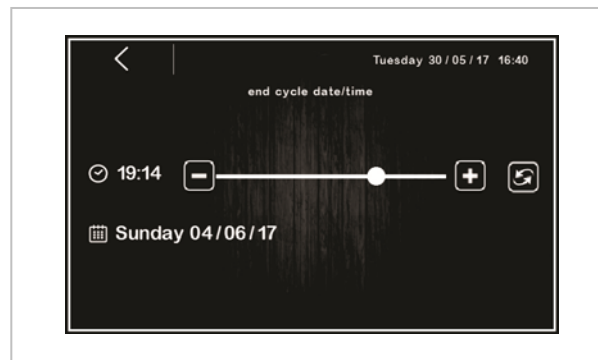 Tuesday 30 / 05 / 17 16:40
end cycle date/time
19:14
Sunday 04 / 06 / 17